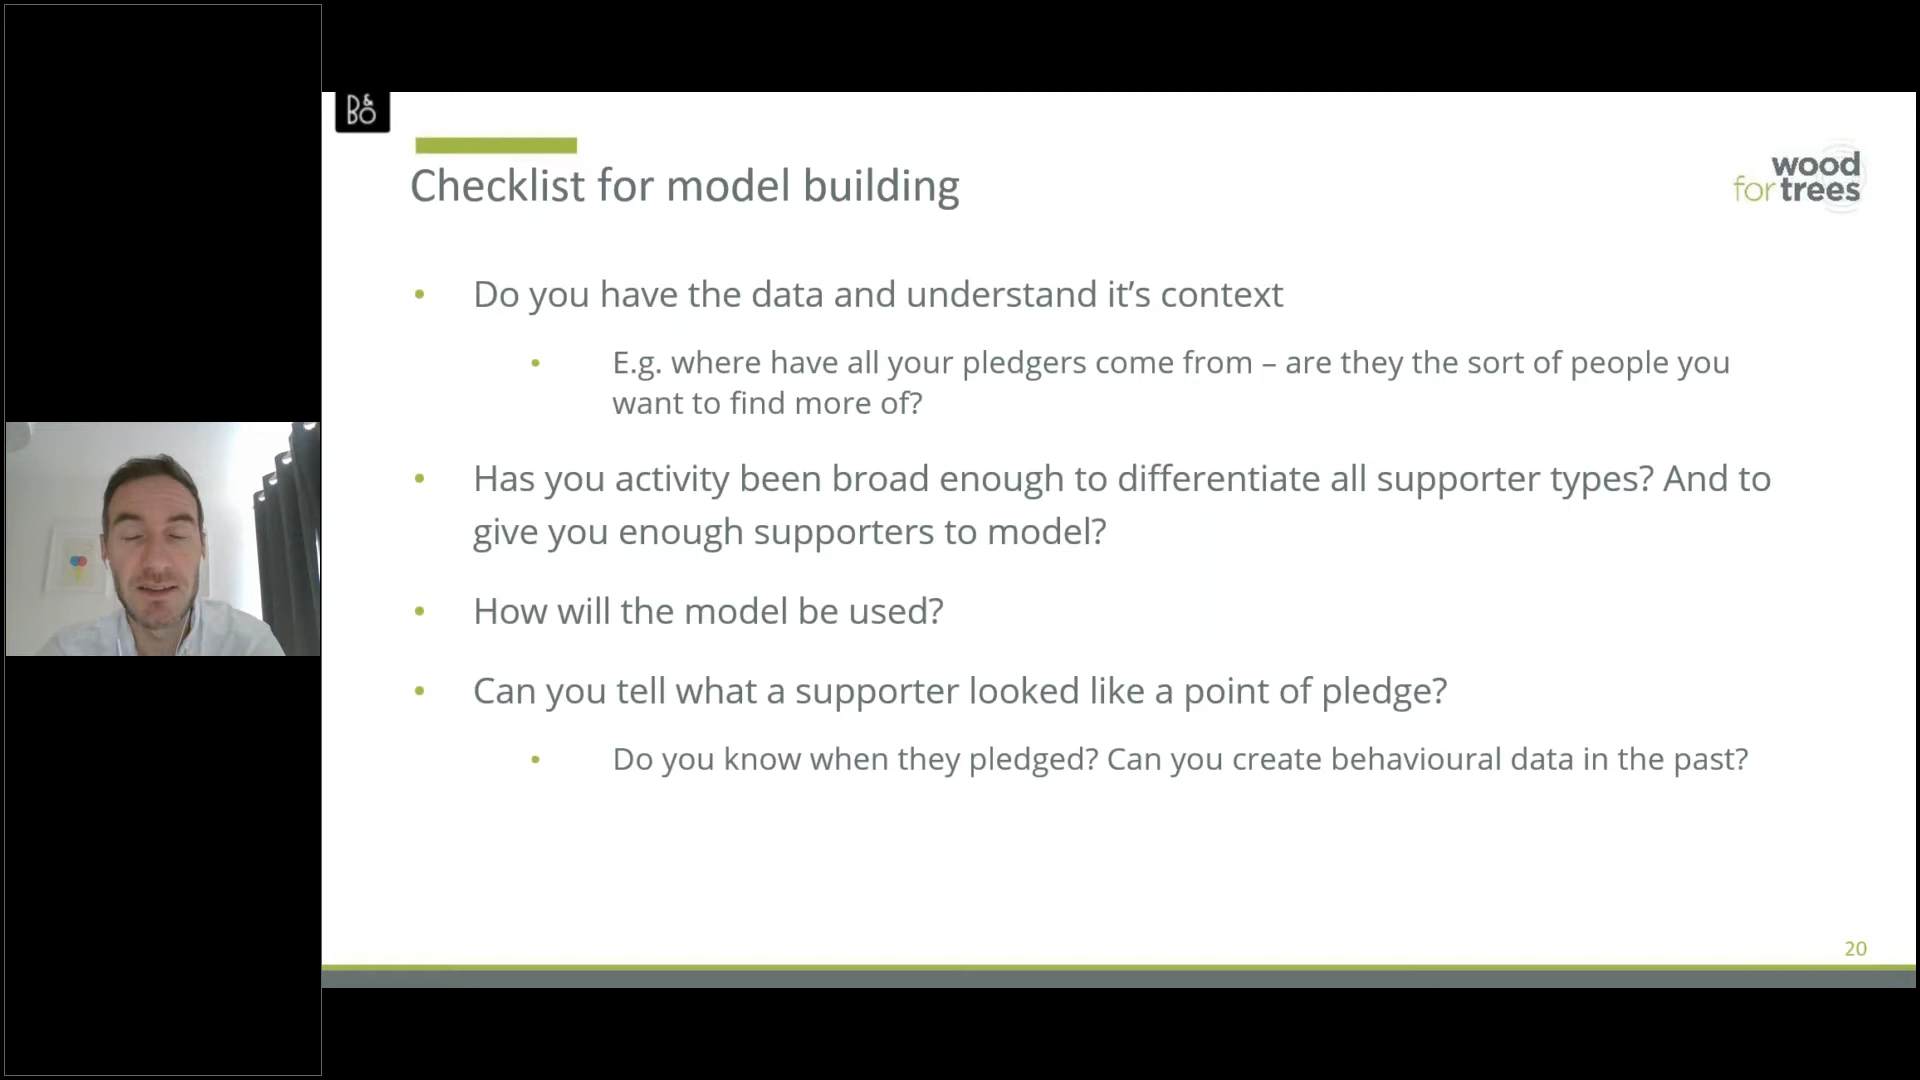 B&O
Checklist for model building
wood
for trees
• Do you have the data and understand it’s context
• E.g. where have all your pledgers come from – are they the sort of people you
want to find more of?
• Has you activity been broad enough to differentiate all supporter types? And to
give you enough supporters to model?
• How will the model be used?
• Can you tell what a supporter looked like a point of pledge?
• Do you know when they pledged? Can you create behavioural data in the past?
20